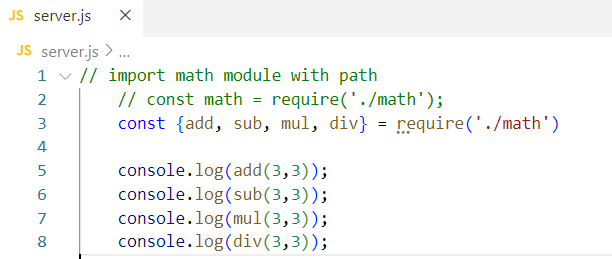 JS server.js ×
JS server.js > ...
1 // import math module with path
2 // const math = require('./math');
3 const {add, sub, mul, div} = require('./math')
4
5 console.log(add(3,3));
6 console.log(sub(3,3));
7 console.log(mul(3,3));
8 console.log(div(3,3));